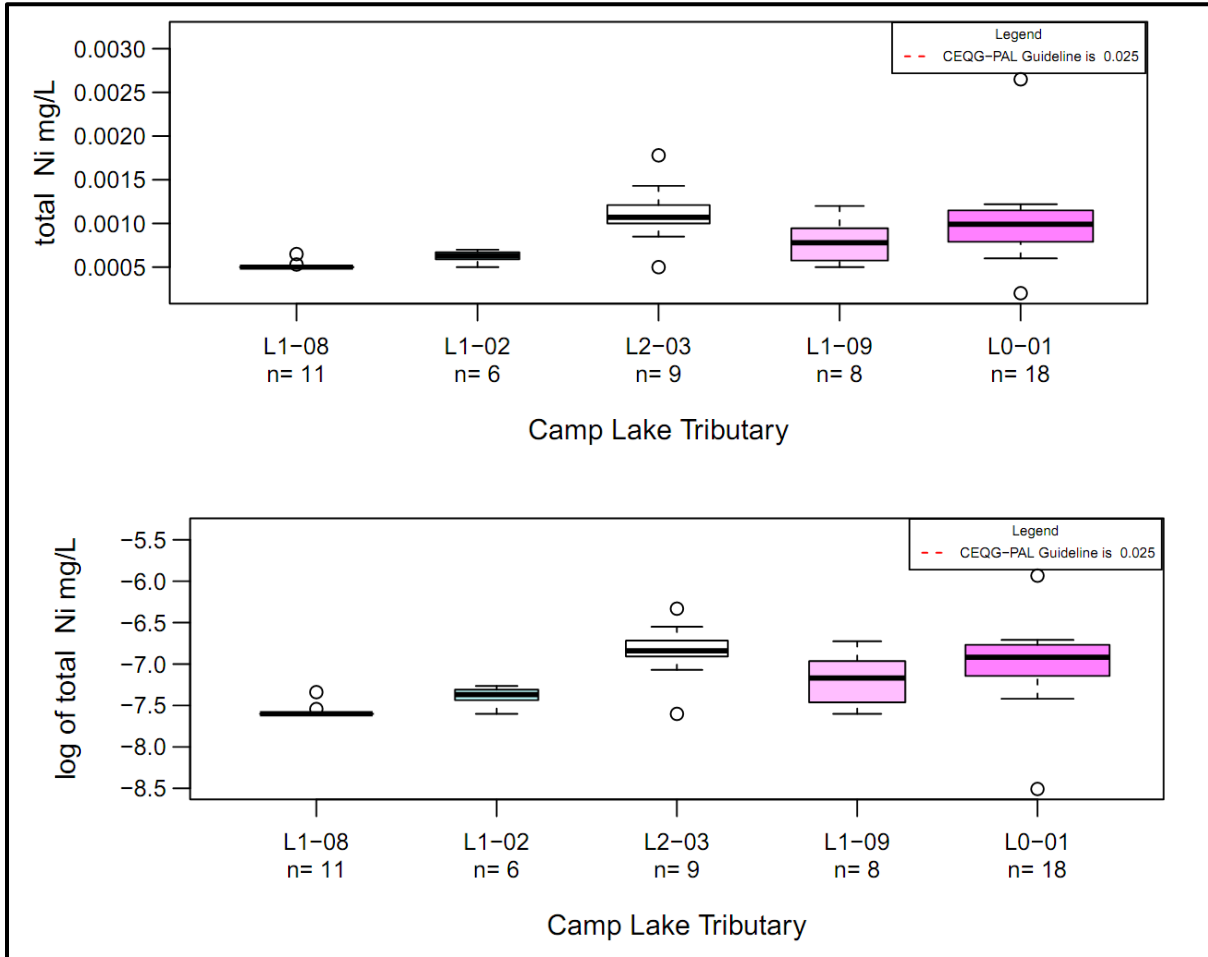 Legend
CEQG-PAL Guideline is 0.025
total Ni mg/L
0.0030
0.0025
0.0020
0.0015
0.0010
0.0005
L1−08 L1−02 L2−03 L1−09 L0−01
n= 11 n= 6 n= 9 n= 8 n= 18
Camp Lake Tributary
Legend
CEQG-PAL Guideline is 0.025
log of total Ni mg/L
−5.5
−6.0
−6.5
−7.0
−7.5
−8.0
−8.5
L1−08 L1−02 L2−03 L1−09 L0−01
n= 11 n= 6 n= 9 n= 8 n= 18
Camp Lake Tributary